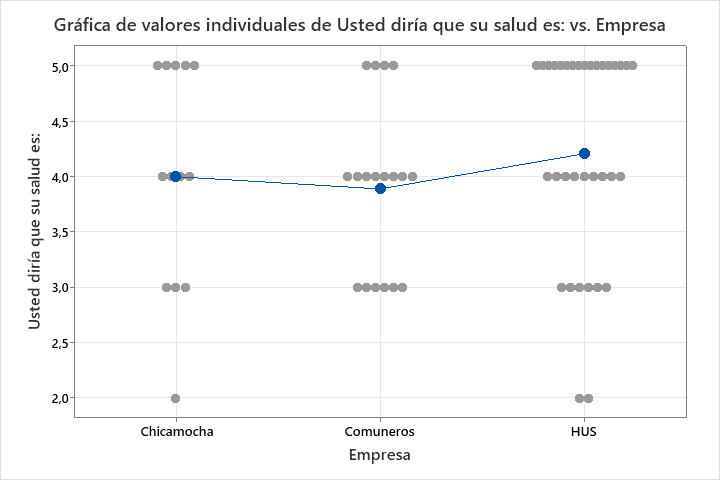 Gráfica de valores individuales de Usted diría que su salud es: vs. Empresa
Usted diría que su salud es:
5,0
4,5
4,0
3,5
3,0
2,5
2,0
Chicamocha
Comuneros
HUS
Empresa